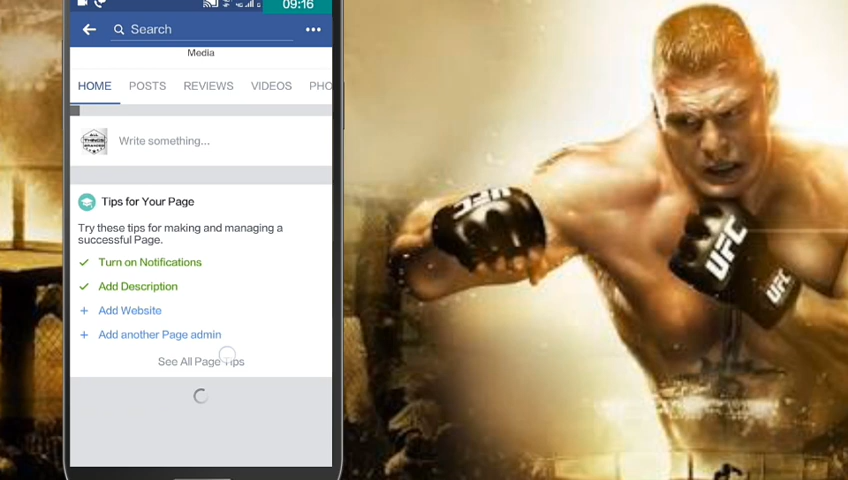 09:16
Search
Media
HOME POSTS REVIEWS VIDEOS PHO
Write something...
Tips for Your Page
Try these tips for making and managing a
successful Page.
Turn on Notifications
Add Description
Add Website
Add another Page admin
See All Page Tips
UFC
UFC
UFC